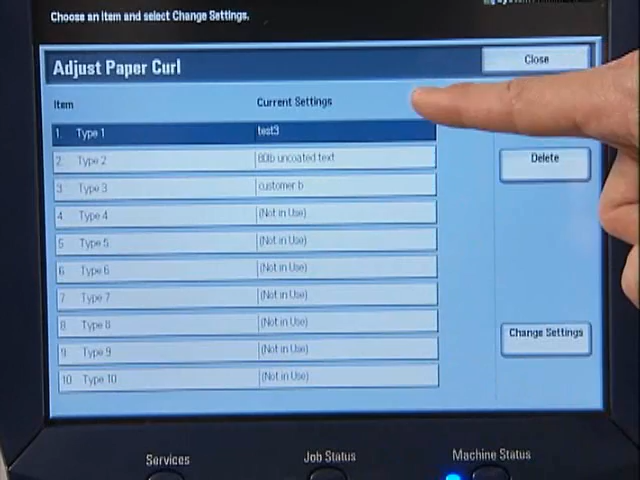 Choose an item and select Change Settings.
Adjust Paper Curl
Close
Item
Current Settings
1. Type 1
test3
2 Type 2
80lb uncoated text
3 Type 3
customer b
4 Type 4
(Not in Use)
5 Type 5
(Not in Use)
6 Type 6
(Not in Use)
7 Type 7
(Not in Use)
8 Type 8
(Not in Use)
9 Type 9
(Not in Use)
10 Type 10
(Not in Use)
Delete
Change Settings
Services
Job Status
Machine Status